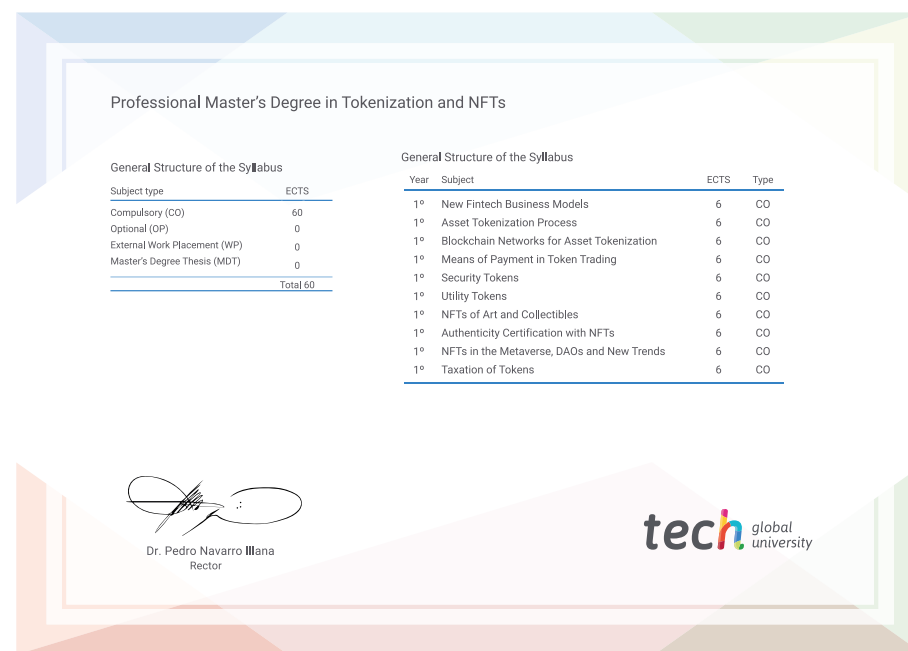 Professional Master's Degree in Tokenization and NFTs
General Structure of the Syllabus
Subject type ECTS
Compulsory (CO) 60
Optional (OP) 0
External Work Placement (WP) 0
Master's Degree Thesis (MDT) 0
Total 60
General Structure of the Syllabus
Year Subject ECTS Type
1º New Fintech Business Models 6 CO
1º Asset Tokenization Process 6 CO
1º Blockchain Networks for Asset Tokenization 6 CO
1º Means of Payment in Token Trading 6 CO
1º Security Tokens 6 CO
1º Utility Tokens 6 CO
1º NFTs of Art and Collectibles 6 CO
1º Authenticity Certification with NFTs 6 CO
1º NFTs in the Metaverse, DAOs and New Trends 6 CO
1º Taxation of Tokens 6 CO
Dr. Pedro Navarro Illana
Rector
tech global
university